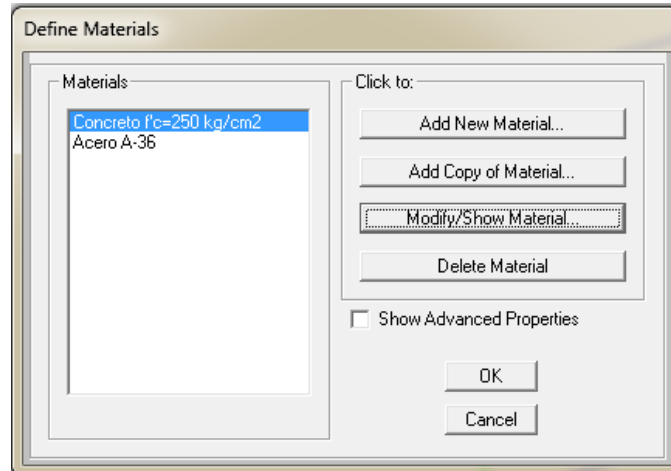 Define Materials
Materials
Concreto f'c=250 kg/cm2
Acero A-36
Click to:
Add New Material...
Add Copy of Material...
Modify/Show Material...
Delete Material
Show Advanced Properties
OK
Cancel